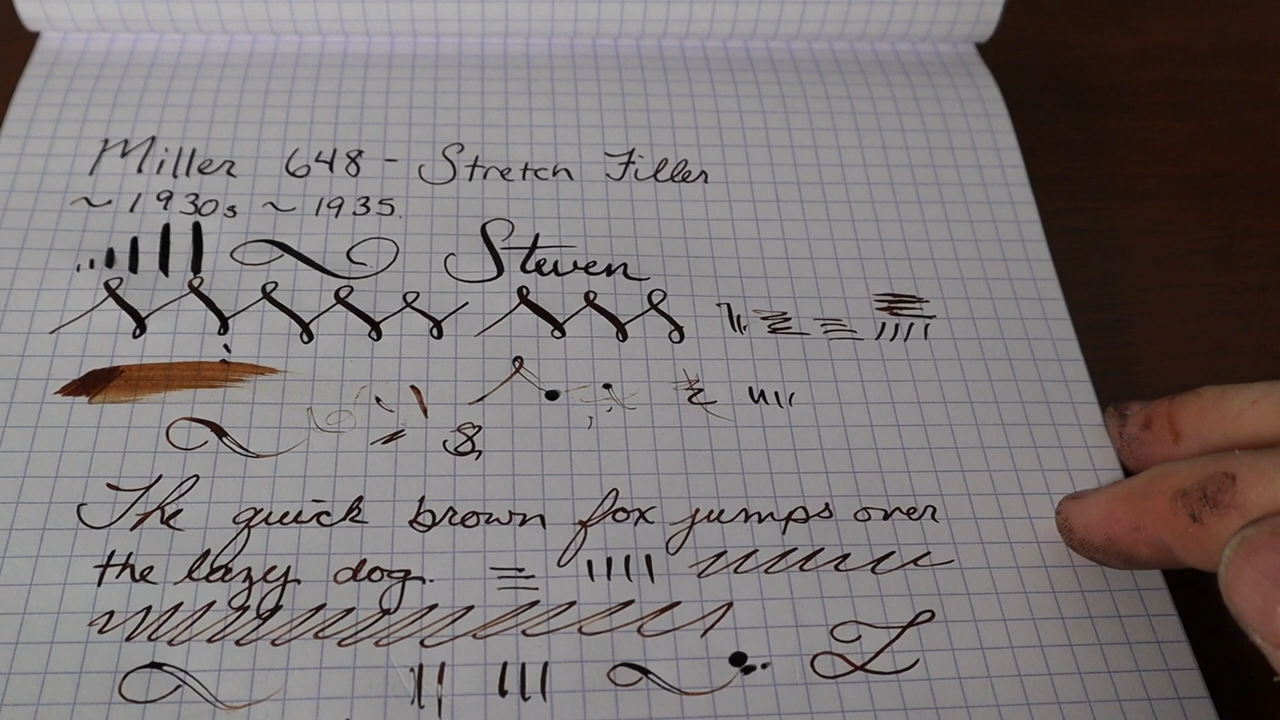 Miller 648 - Stretch Filler
~ 1930s ~ 1935.
Steven
The quick brown fox jumps over
the lazy dog.